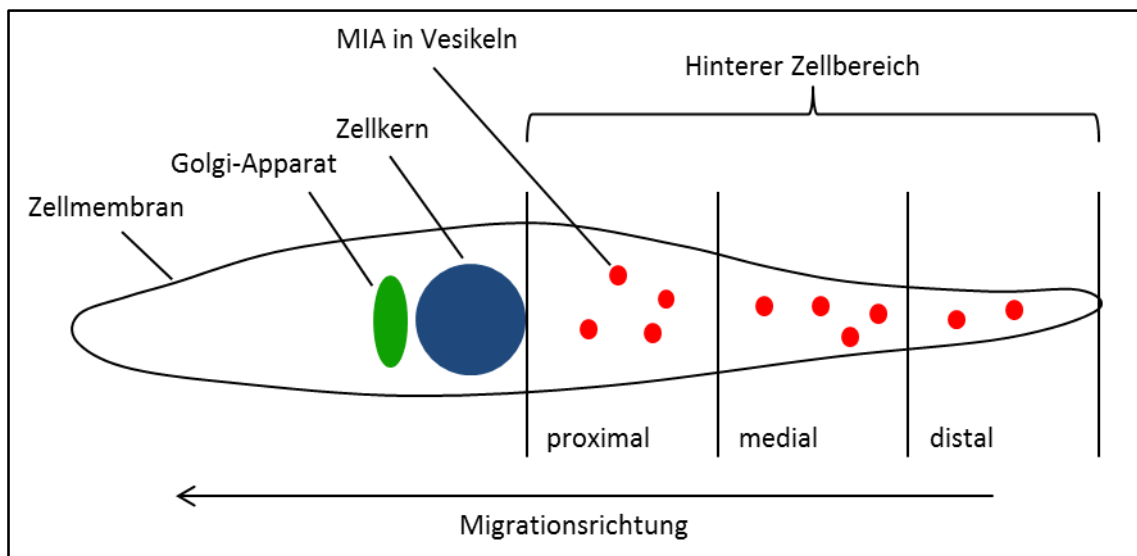 MIA in Vesikeln
Hinterer Zellbereich
Zellkern
Golgi-Apparat
Zellmembran
proximal
medial
distal
Migrationsrichtung